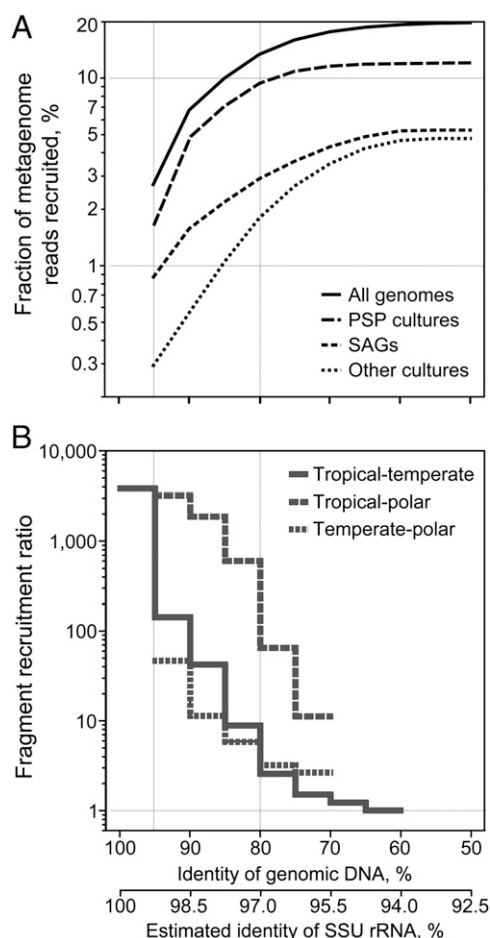 A
20
10
7
5
3
2
1
0.7
0.5
0.3
Fraction of metagenome
reads recruited, %
All genomes
PSP cultures
SAGs
Other cultures
B
10,000
1,000
100
10
1
Fragment recruitment ratio
Tropical-temperate
Tropical-polar
Temperate-polar
100 90 80 70 60 50
Identity of genomic DNA, %
100 98.5 97.0 95.5 94.0 92.5
Estimated identity of SSU rRNA, %